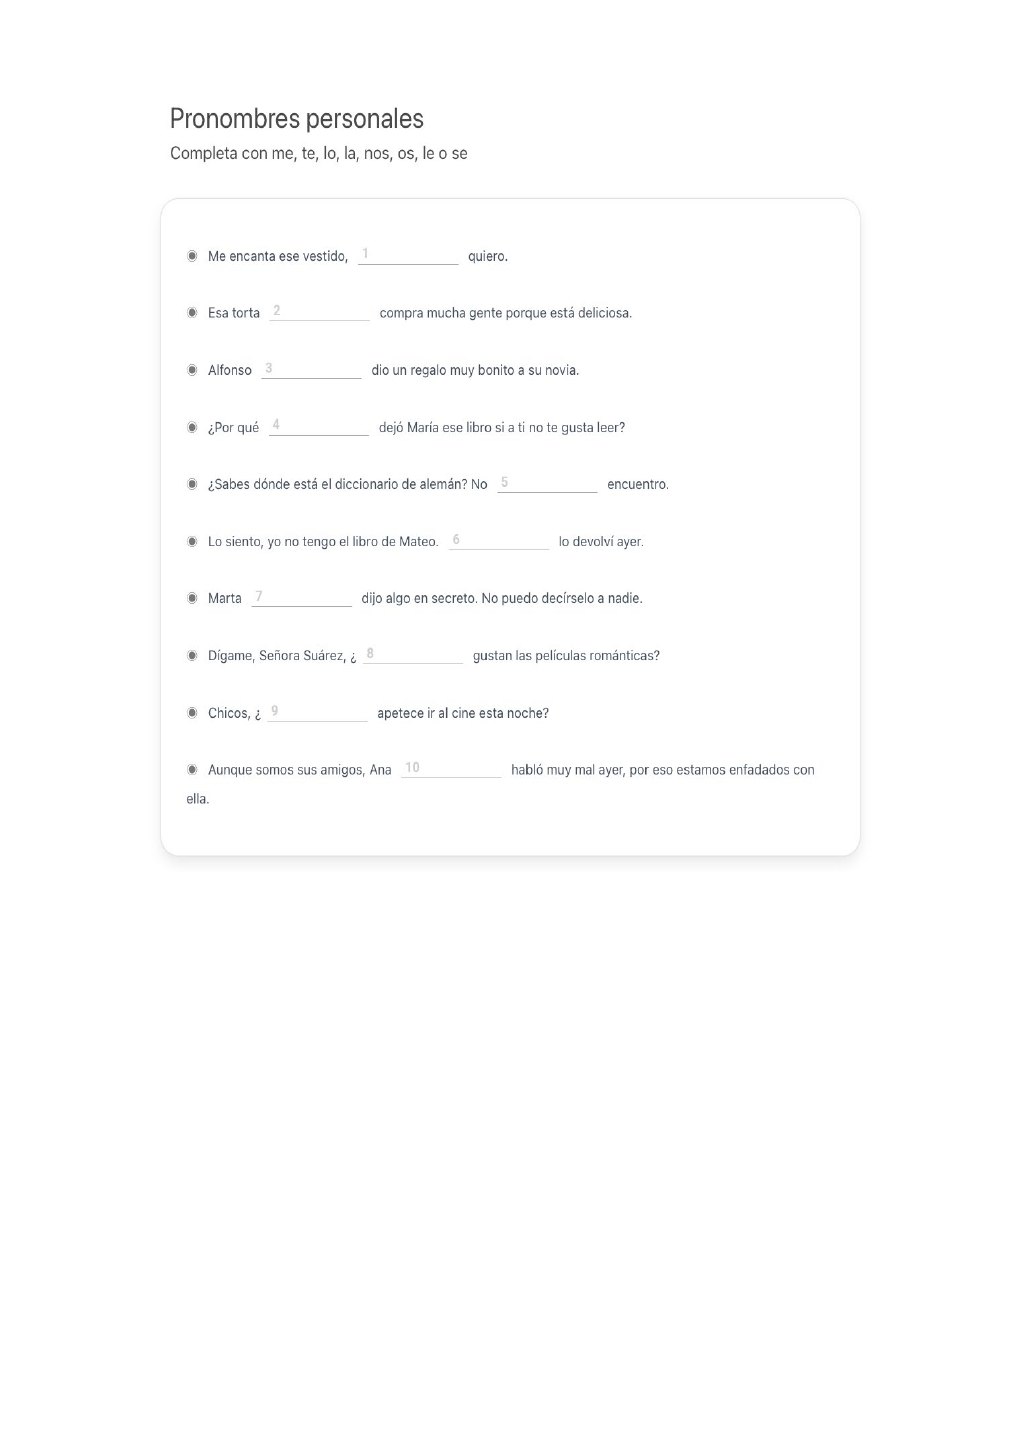 Pronombres personales
Completa con me, te, lo, la, nos, os, le o se
Me encanta ese vestido, 1 quiero.
Esa torta 2 compra mucha gente porque está deliciosa.
Alfonso 3 dio un regalo muy bonito a su novia.
¿Por qué 4 dejó María ese libro si a ti no te gusta leer?
¿Sabes dónde está el diccionario de alemán? No 5 encuentro.
Lo siento, yo no tengo el libro de Mateo. 6 lo devolví ayer.
Marta 7 dijo algo en secreto. No puedo decírselo a nadie.
Dígame, Señora Suárez, ¿ 8 gustan las películas románticas?
Chicos, ¿ 9 apetece ir al cine esta noche?
Aunque somos sus amigos, Ana 10 habló muy mal ayer, por eso estamos enfadados con
ella.